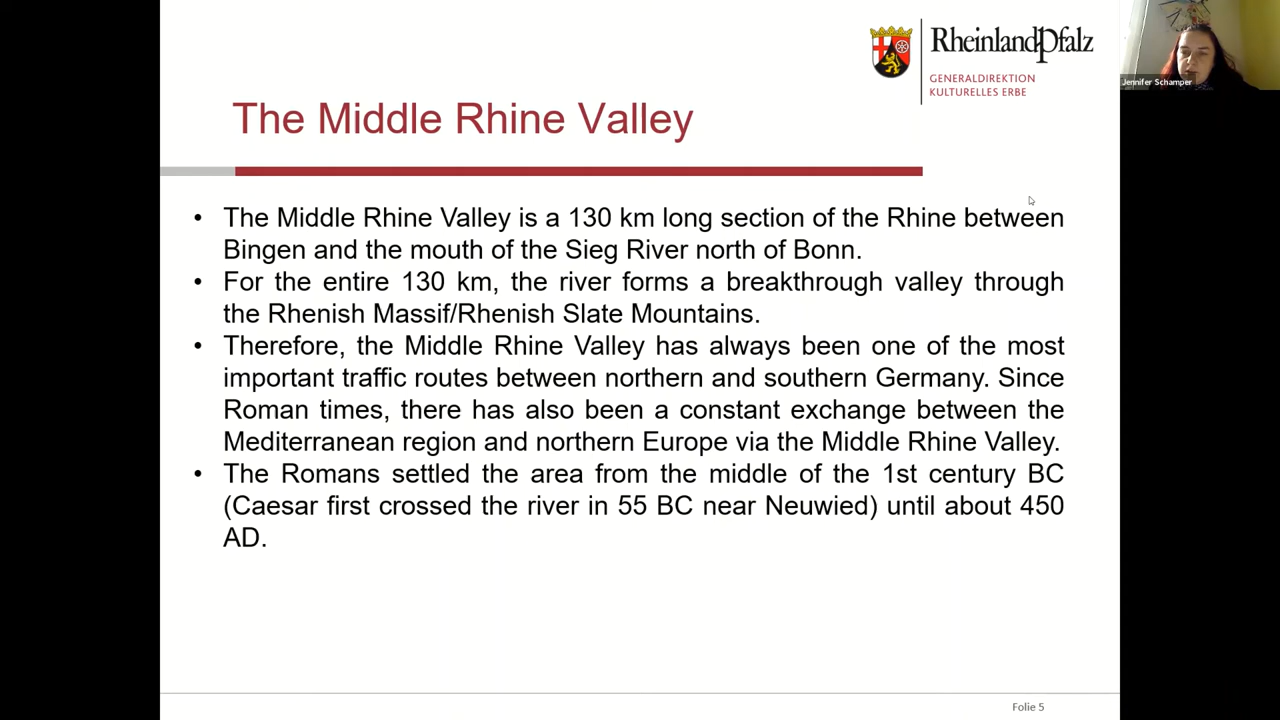 RheinlandPfalz
GENERALDIREKTION
KULTURELLES ERBE
Jennifer Schamper
The Middle Rhine Valley
• The Middle Rhine Valley is a 130 km long section of the Rhine between
Bingen and the mouth of the Sieg River north of Bonn.
• For the entire 130 km, the river forms a breakthrough valley through
the Rhenish Massif/Rhenish Slate Mountains.
• Therefore, the Middle Rhine Valley has always been one of the most
important traffic routes between northern and southern Germany. Since
Roman times, there has also been a constant exchange between the
Mediterranean region and northern Europe via the Middle Rhine Valley.
• The Romans settled the area from the middle of the 1st century BC
(Caesar first crossed the river in 55 BC near Neuwied) until about 450
AD.
Folie 5